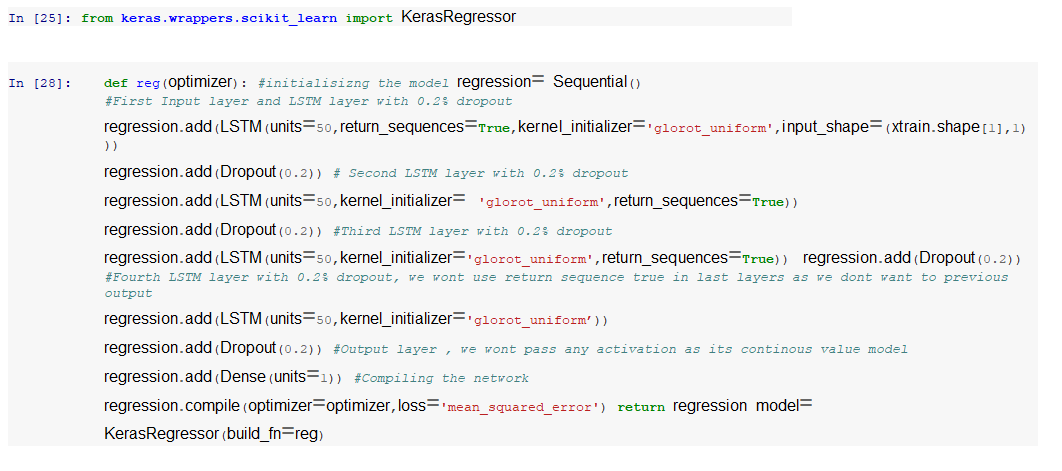 In [25]: from keras.wrappers.scikit_learn import KerasRegressor
In [28]: def reg(optimizer): #initialisizng the model regression= Sequential()
#First Input layer and LSTM layer with 0.2% dropout
regression.add(LSTM(units=50,return_sequences=True,kernel_initializer='glorot_uniform',input_shape=(xtrain.shape[1],1)
))
regression.add(Dropout(0.2)) # Second LSTM layer with 0.2% dropout
regression.add(LSTM(units=50,kernel_initializer= 'glorot_uniform',return_sequences=True))
regression.add(Dropout(0.2)) #Third LSTM layer with 0.2% dropout
regression.add(LSTM(units=50,kernel_initializer='glorot_uniform',return_sequences=True)) regression.add(Dropout(0.2))
#Fourth LSTM layer with 0.2% dropout, we wont use return sequence true in last layers as we dont want to previous
output
regression.add(LSTM(units=50,kernel_initializer='glorot_uniform’))
regression.add(Dropout(0.2)) #Output layer , we wont pass any activation as its continous value model
regression.add(Dense(units=1)) #Compiling the network
regression.compile(optimizer=optimizer,loss='mean_squared_error') return regression model=
KerasRegressor(build_fn=reg)